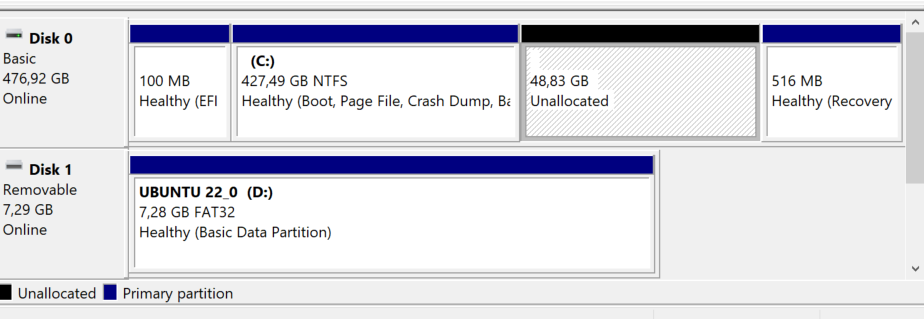 Disk 0
Basic
476,92 GB
Online
100 MB
Healthy (EFI
(C:)
427,49 GB NTFS
Healthy (Boot, Page File, Crash Dump, Ba
48,83 GB
Unallocated
516 MB
Healthy (Recovery
Disk 1
Removable
7,29 GB
Online
UBUNTU 22_0 (D:)
7,28 GB FAT32
Healthy (Basic Data Partition)
Unallocated Primary partition